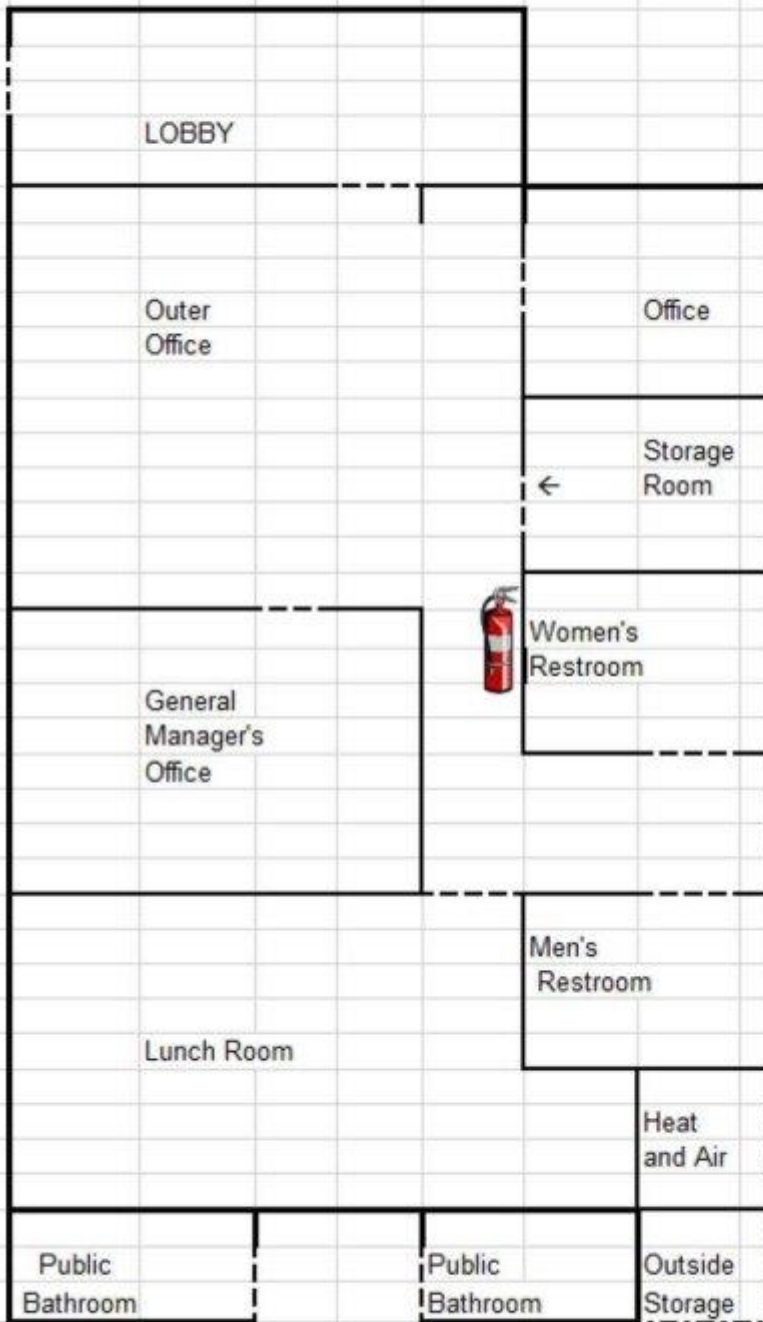 LOBBY
Outer
Office
Office
Storage
Room
←
Women's
Restroom
General
Manager's
Office
Men's
Restroom
Lunch Room
Heat
and Air
Public
Bathroom
Public
Bathroom
Outside
Storage